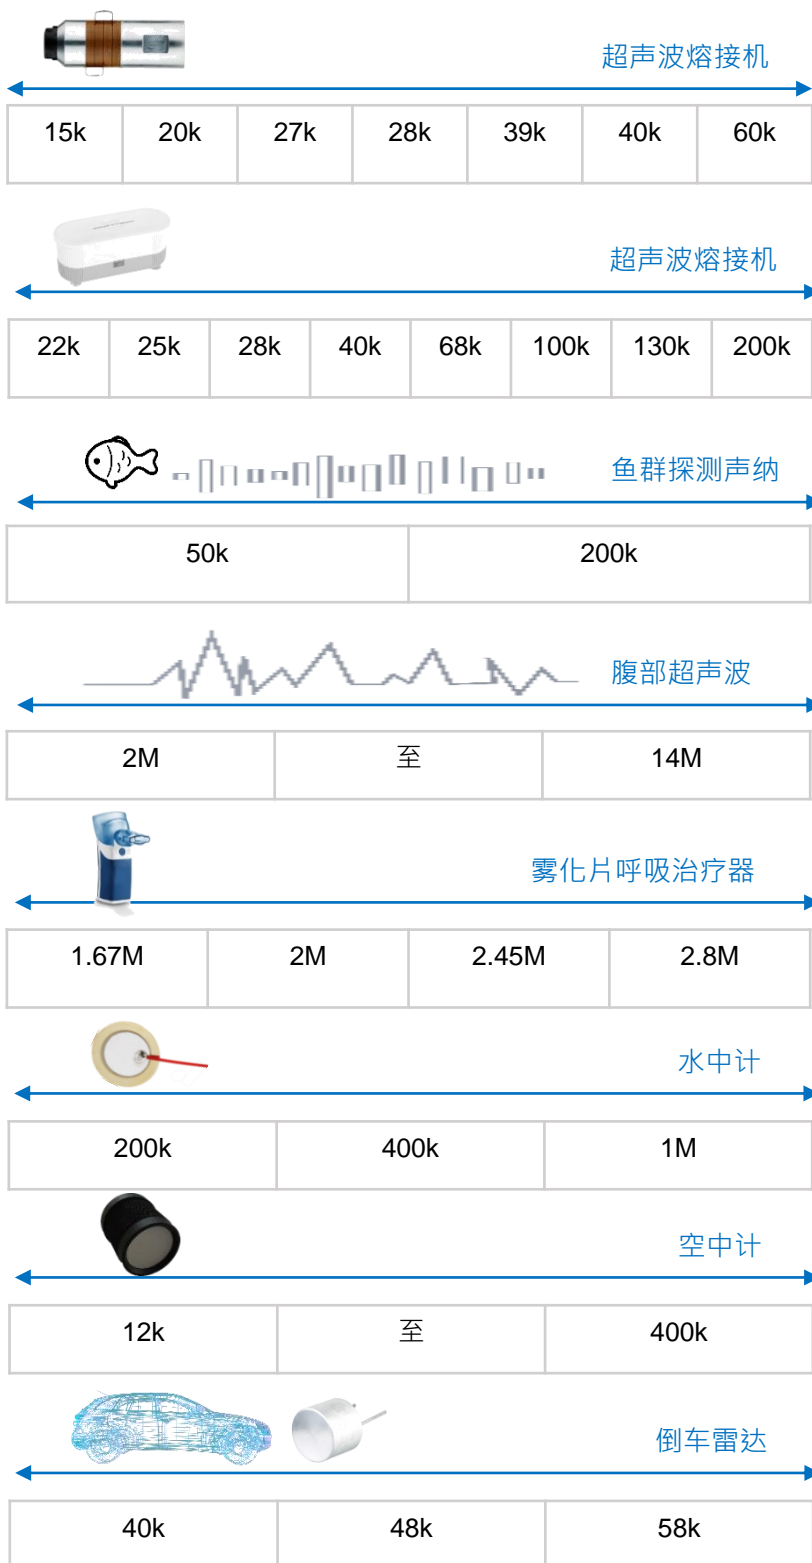 超声波熔接机
15k 20k 27k 28k 39k 40k 60k
超声波熔接机
22k 25k 28k 40k 68k 100k 130k 200k
鱼群探测声纳
50k 200k
腹部超声波
2M 至 14M
雾化片呼吸治疗器
1.67M 2M 2.45M 2.8M
水中计
200k 400k 1M
空中计
12k 至 400k
倒车雷达
40k 48k 58k